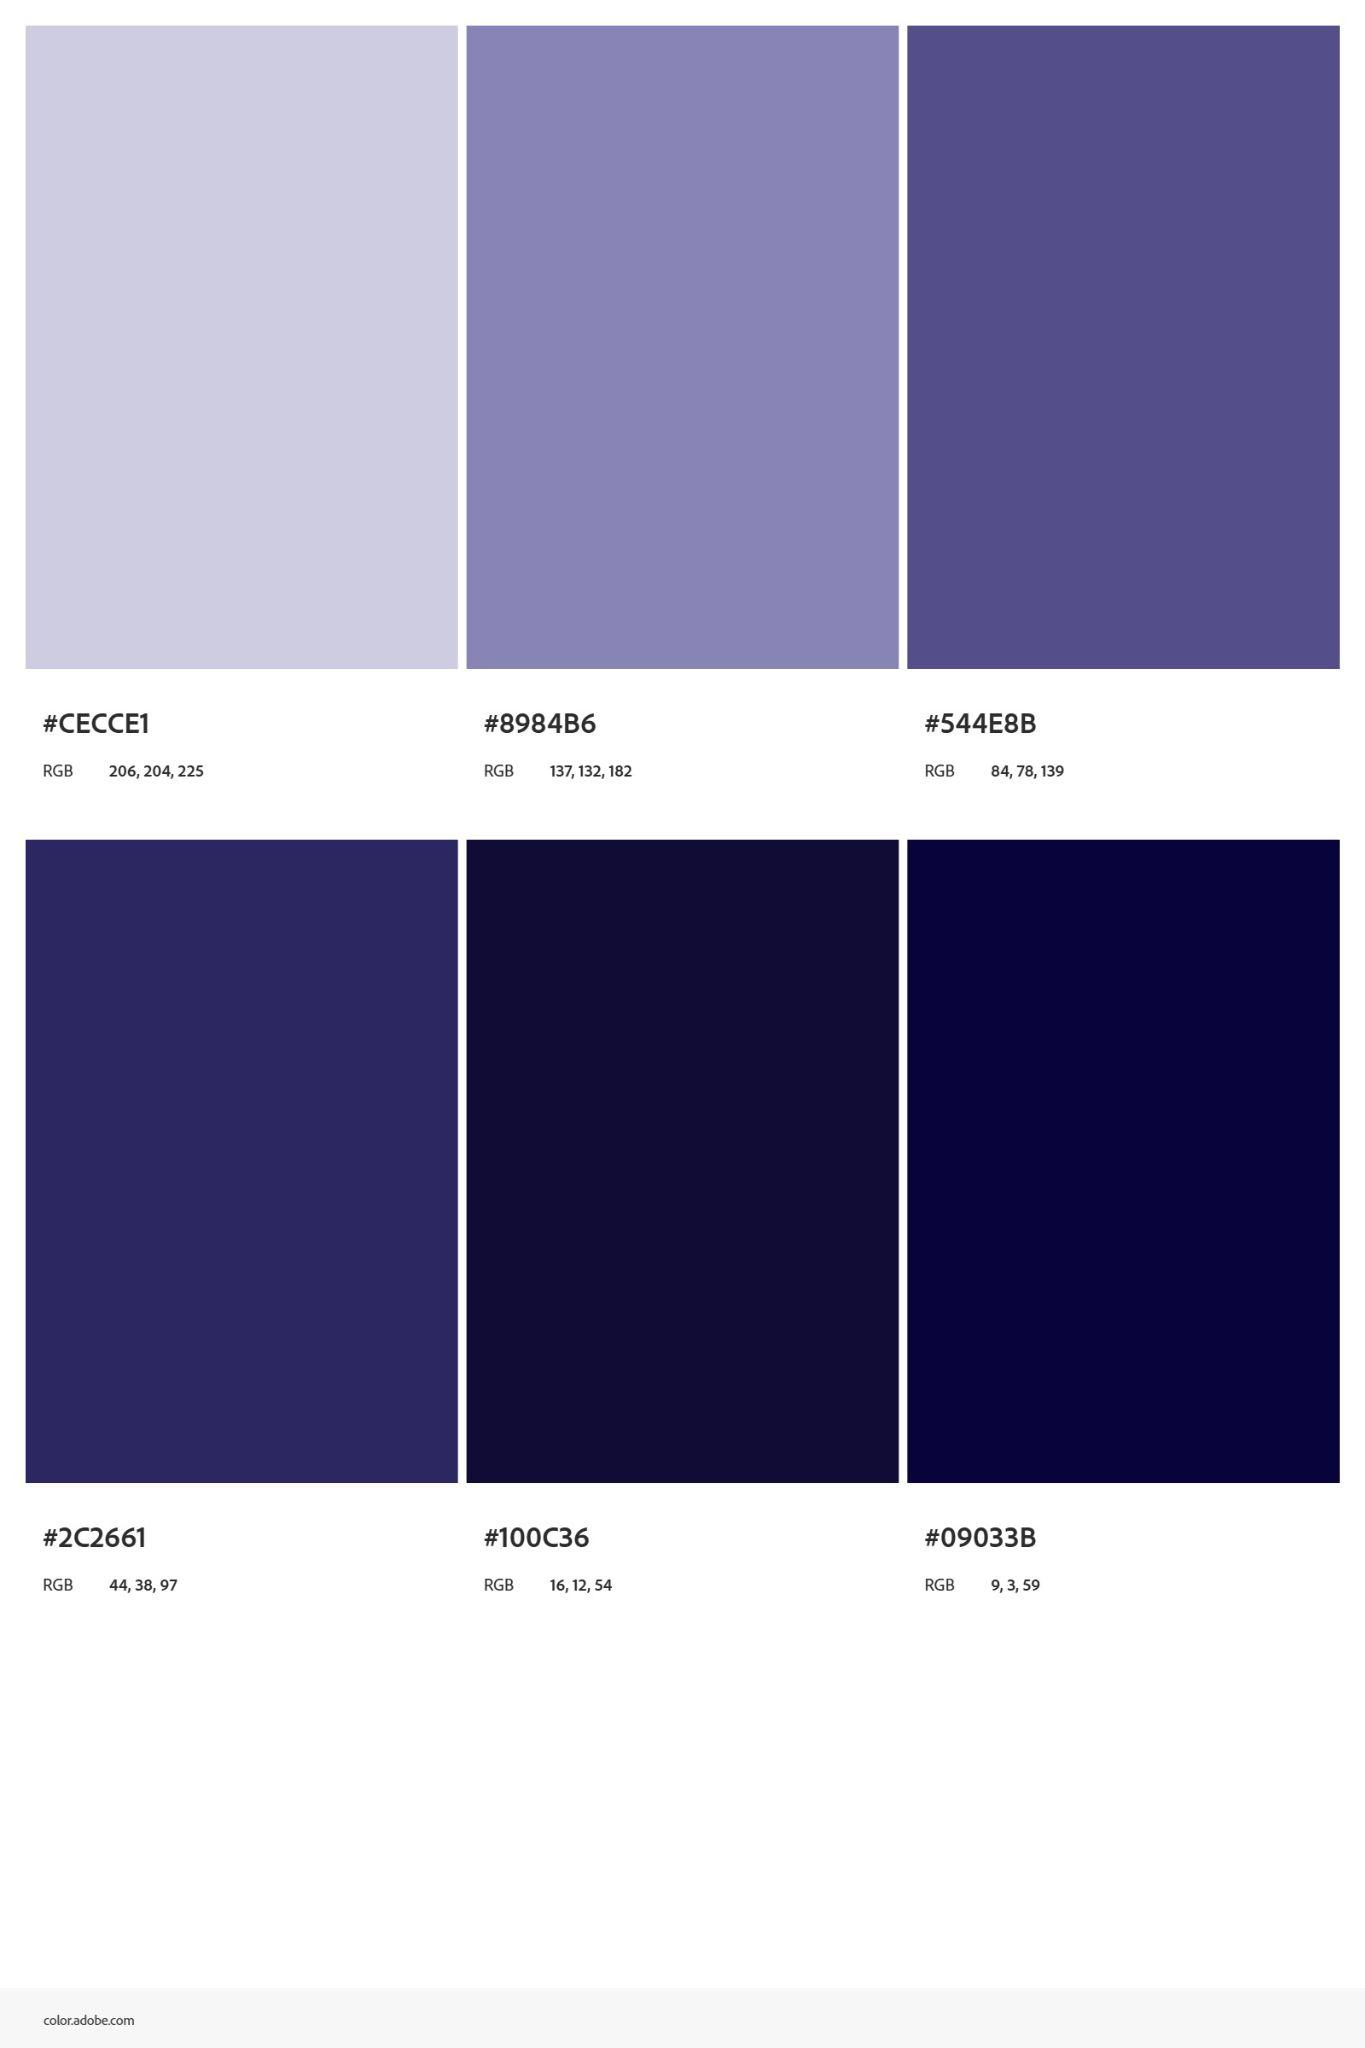 #CECCE1 #8984B6 #544E8B
RGB 206, 204, 225 RGB 137, 132, 182 RGB 84, 78, 139
#2C2661 #100C36 #09033B
RGB 44, 38, 97 RGB 16, 12, 54 RGB 9, 3, 59
color.adobe.com